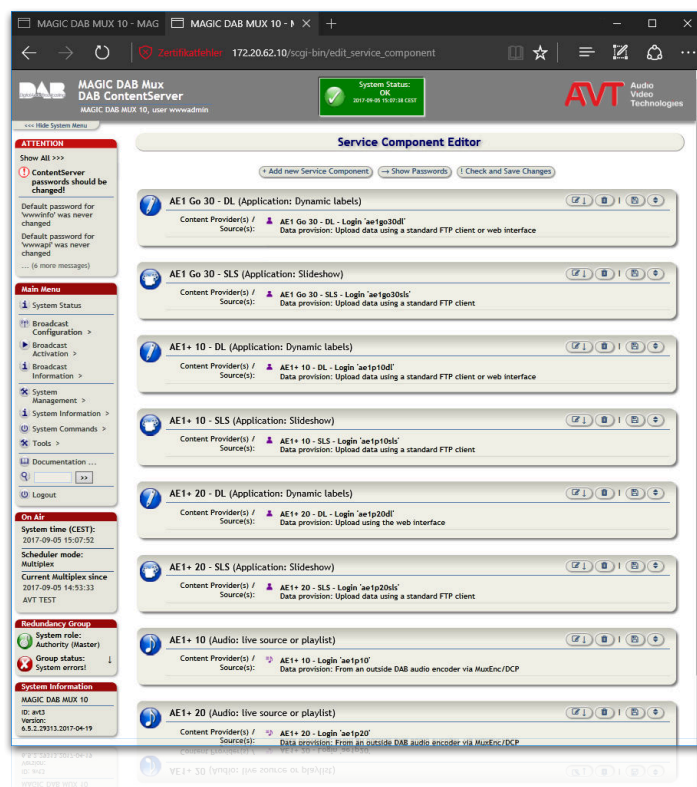 MAGIC DAB MUX 10 - MAG
MAGIC DAB MUX 10 - M
Zertifikatfehler 172.20.62.10/scgi-bin/edit_service_component
DAB
MAGIC DAB Mux
DAB ContentServer
MAGIC DAB MUX 10, user wwwadmin
System Status:
OK
2017-09-05 15:07:38 CEST
AVT Audio
Video
Technologies
<<< Hide System Menu
ATTENTION
Show All >>>
ContentServer
passwords should be
changed!
Default password for
'wwwinfo' was never
changed
Default password for
'wwwapi' was never
changed
... (6 more messages)
Main Menu
System Status
Broadcast
Configuration >
Broadcast
Activation >
Broadcast
Information >
System
Management >
System Information >
System Commands >
Tools >
Documentation ...
>>
Logout
On Air
System time (CEST):
2017-09-05 15:07:52
Scheduler mode:
Multiplex
Current Multiplex since
2017-09-05 14:53:33
AVT TEST
Redundancy Group
System role:
Authority (Master)
Group status:
System errors!
System Information
MAGIC DAB MUX 10
ID: avt3
Version:
6.5.2.29313.2017-04-19
Service Component Editor
+ Add new Service Component
→ Show Passwords
! Check and Save Changes
AE1 Go 30 - DL (Application: Dynamic labels)
Content Provider(s) / AE1 Go 30 - DL - Login 'ae1go30dl'
Source(s): Data provision: Upload data using a standard FTP client or web interface
AE1 Go 30 - SLS (Application: Slideshow)
Content Provider(s) / AE1 Go 30 - SLS - Login 'ae1go30sls'
Source(s): Data provision: Upload data using a standard FTP client
AE1+ 10 - DL (Application: Dynamic labels)
Content Provider(s) / AE1+ 10 - DL - Login 'ae1p10dl'
Source(s): Data provision: Upload data using a standard FTP client or web interface
AE1+ 10 - SLS (Application: Slideshow)
Content Provider(s) / AE1+ 10 - SLS - Login 'ae1p10sls'
Source(s): Data provision: Upload data using a standard FTP client
AE1+ 20 - DL (Application: Dynamic labels)
Content Provider(s) / AE1+ 20 - DL - Login 'ae1p20dl'
Source(s): Data provision: Upload using the web interface
AE1+ 20 - SLS (Application: Slideshow)
Content Provider(s) / AE1+ 20 - SLS - Login 'ae1p20sls'
Source(s): Data provision: Upload data using a standard FTP client
AE1+ 10 (Audio: live source or playlist)
Content Provider(s) / AE1+ 10 - Login 'ae1p10'
Source(s): Data provision: From an outside DAB audio encoder via MuxEnc/DCP
AE1+ 20 (Audio: live source or playlist)
Content Provider(s) / AE1+ 20 - Login 'ae1p20'
Source(s): Data provision: From an outside DAB audio encoder via MuxEnc/DCP